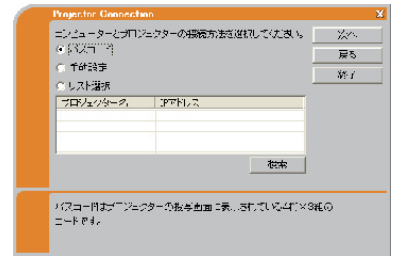 Projector Connection
コンピューターとプロジェクターの接続方法を選択してください。
パスコード
手動設定
リスト選択
次へ
戻る
終了
プロジェクター名 IPアドレス
検索
パスコードはプロジェクターの投写画面に表示されている4桁×3組の
コードです。